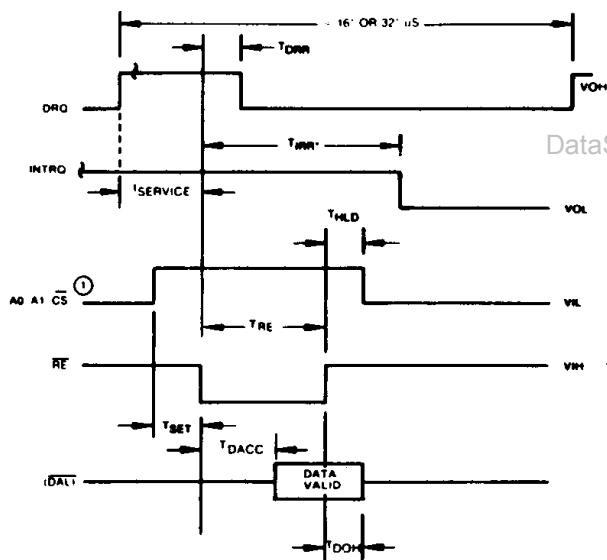 16* OR 32* µS
TDRR
VOH
DRQ
TIRR*
DataS
INTRQ
tSERVICE
THLD
VOL
1
A0 A1 CS
VIL
TRE
RE
VIH
TSET
TDACC
(DAL)
DATA
VALID
TDOH